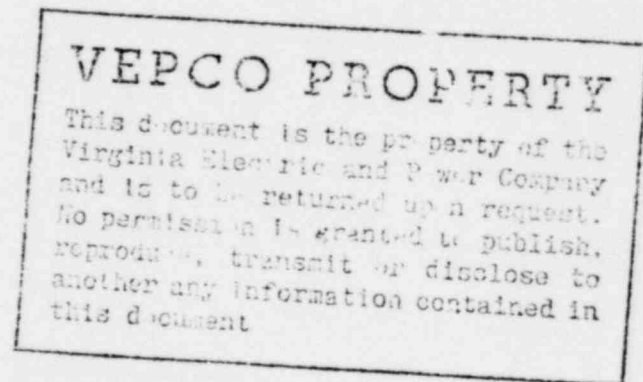 VEPCO PROPERTY
This document is the property of the
Virginia Electric and Power Company
and is to be returned upon request.
No permission is granted to publish,
reproduce, transmit or disclose to
another any information contained in
this document